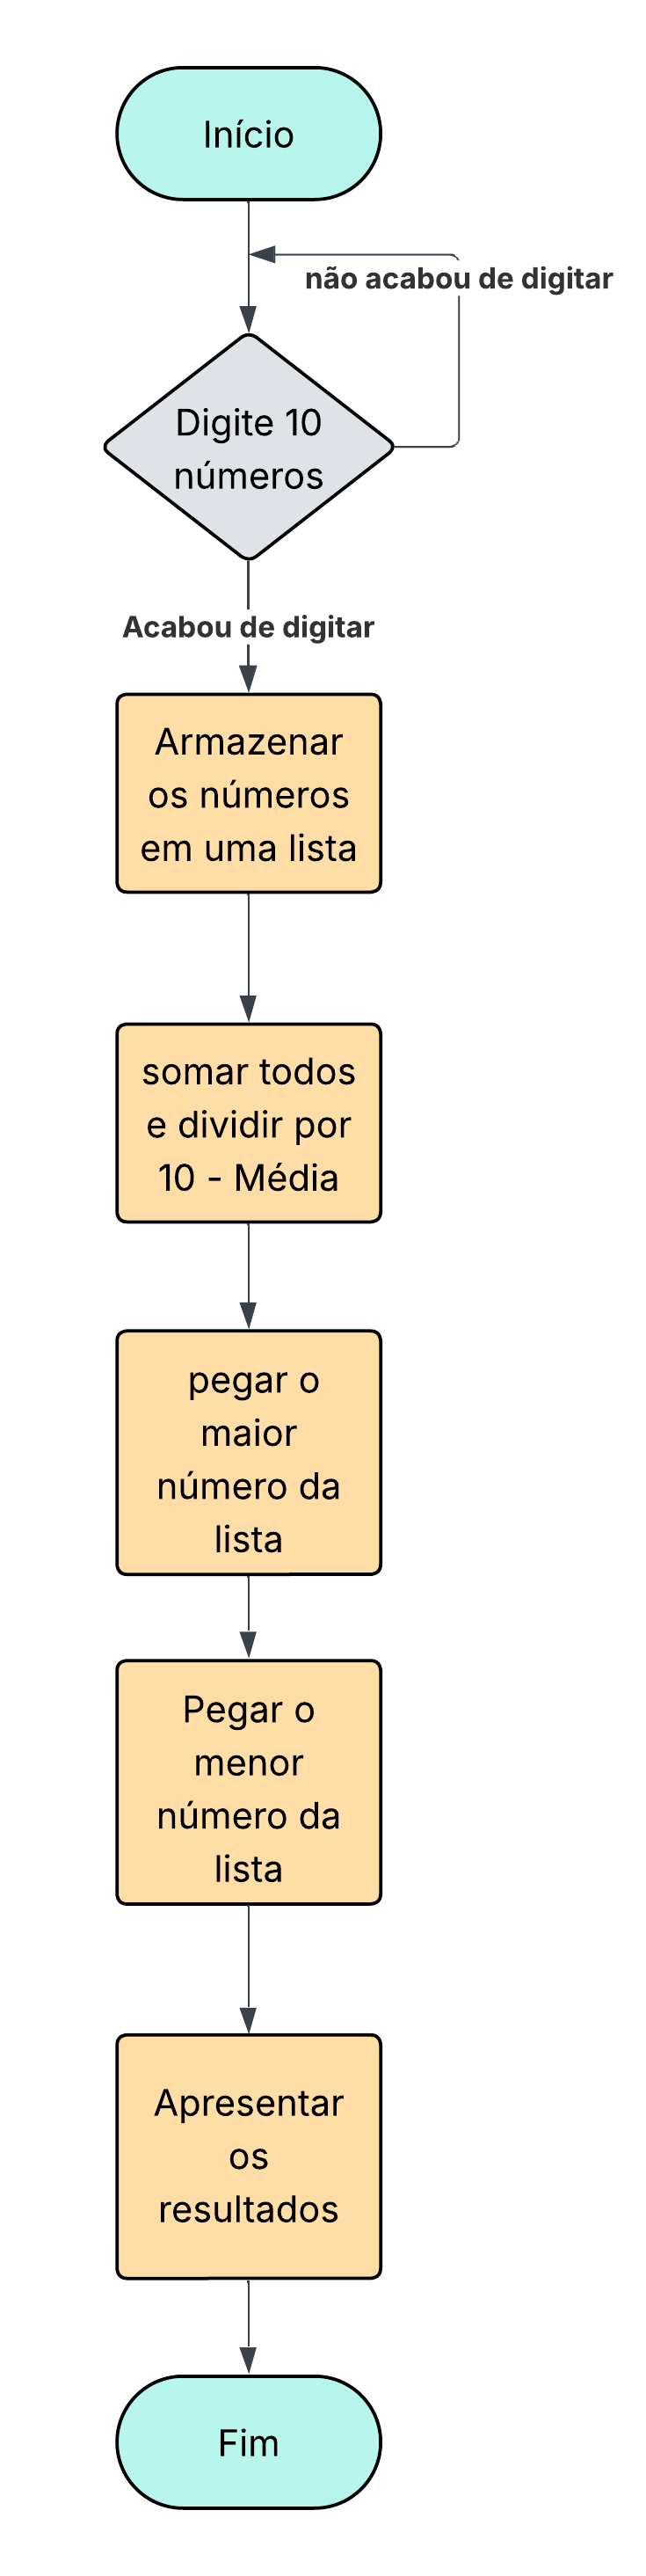 Início
não acabou de digitar
Digite 10
números
Acabou de digitar
Armazenar
os números
em uma lista
somar todos
e dividir por
10 - Média
pegar o
maior
número da
lista
Pegar o
menor
número da
lista
Apresentar
os
resultados
Fim